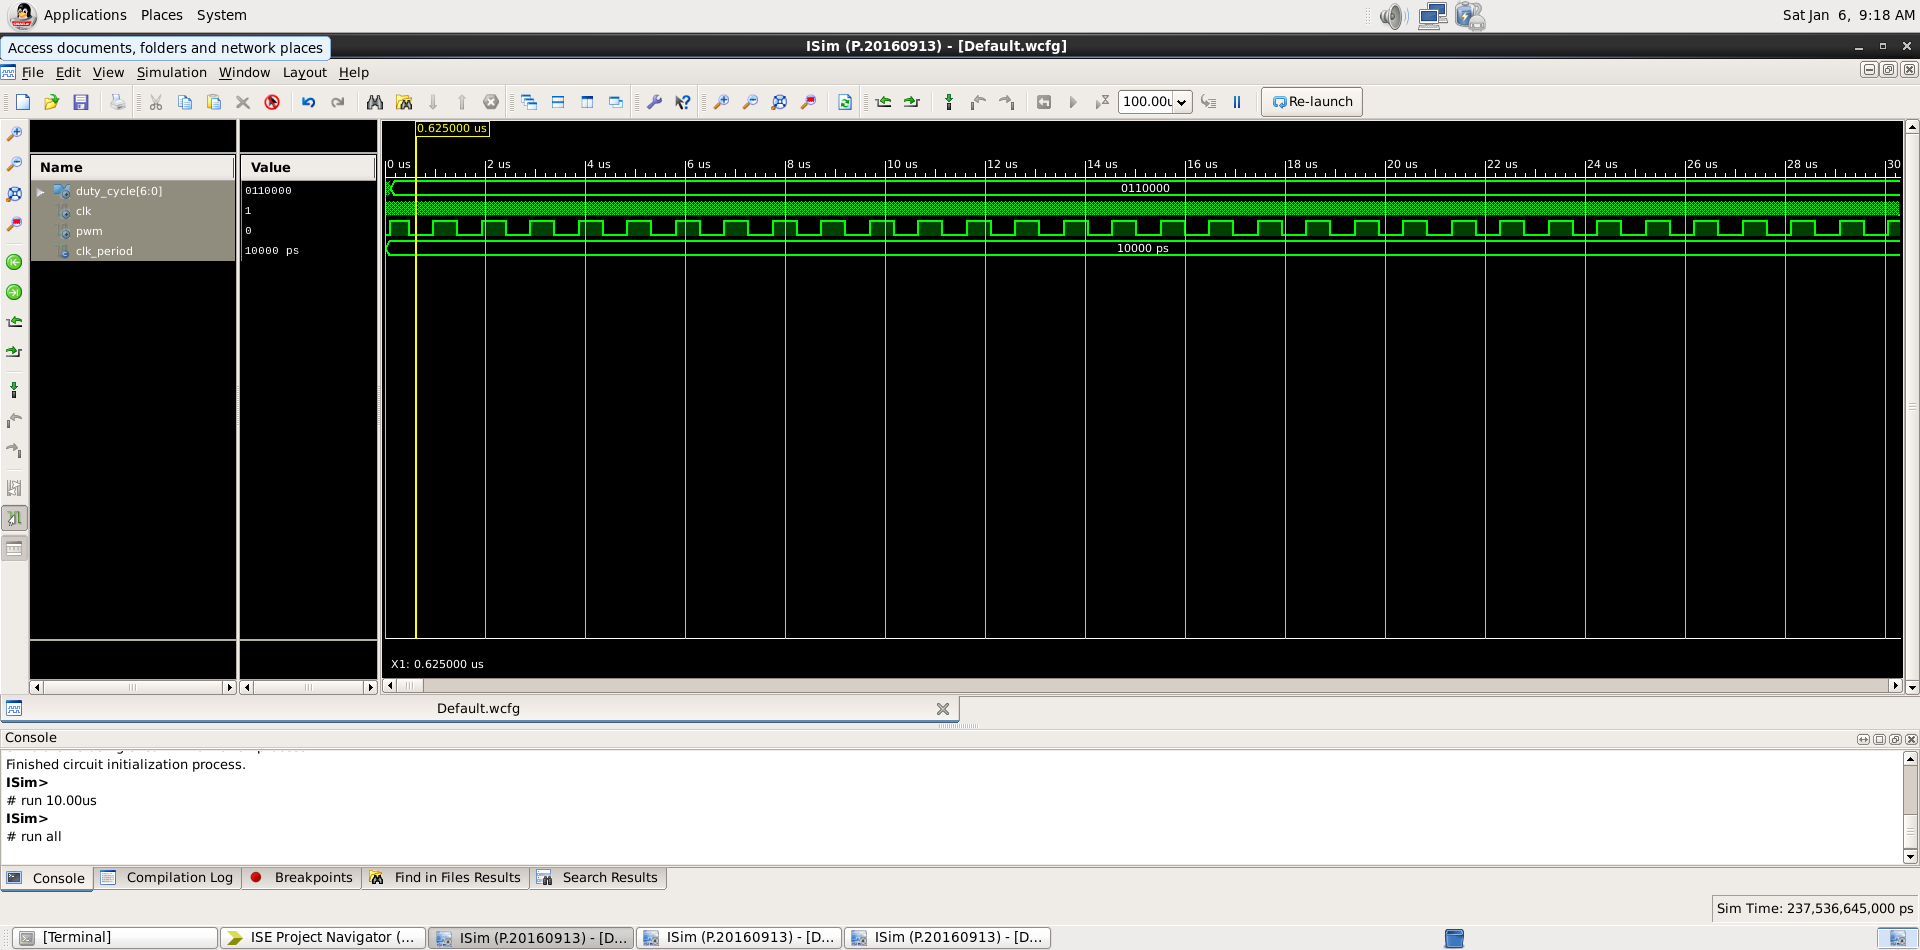 Applications Places System Sat Jan 6, 9:18 AM
Access documents, folders and network places
ISim (P.20160913) - [Default.wcfg]
File Edit View Simulation Window Layout Help
100.00u Re-launch
0.625000 us
0 us 2 us 4 us 6 us 8 us 10 us 12 us 14 us 16 us 18 us 20 us 22 us 24 us 26 us 28 us 30
Name Value
duty_cycle[6:0] 0110000 0110000
clk 1
pwm 0
clk_period 10000 ps 10000 ps
X1: 0.625000 us
Default.wcfg
Console
Finished circuit initialization process.
ISim>
# run 10.00us
ISim>
# run all
Console Compilation Log Breakpoints Find in Files Results Search Results
Sim Time: 237,536,645,000 ps
[Terminal] ISE Project Navigator (... ISim (P.20160913) - [D... ISim (P.20160913) - [D... ISim (P.20160913) - [D...